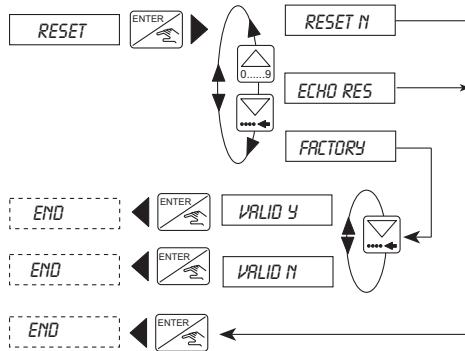 RESET
ENTER
RESET N
0......9
ECHO RES
FACTORY
END
ENTER
VALID Y
END
ENTER
VALID N
END
ENTER